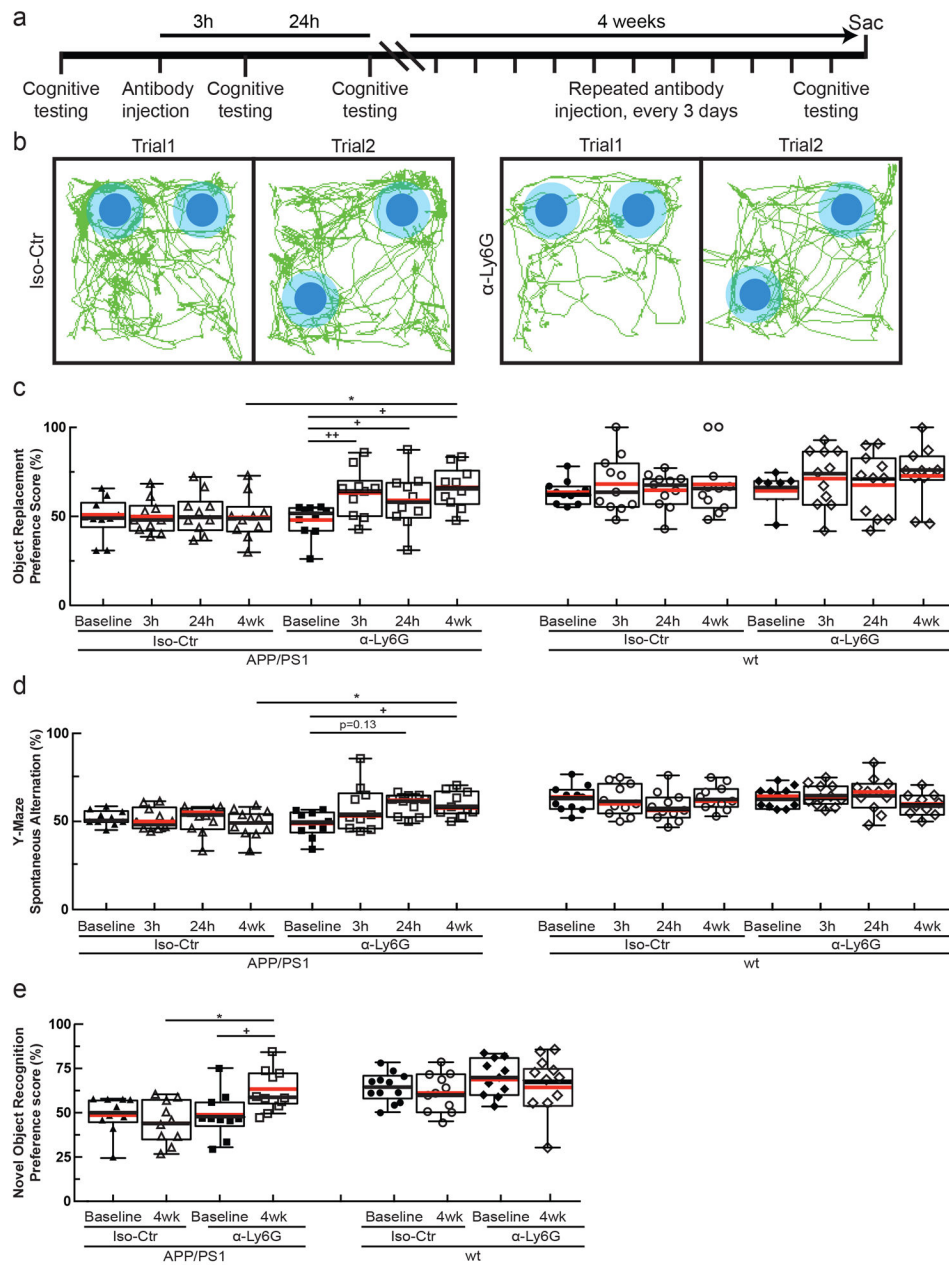 a
3h 24h 4 weeks Sac
Cognitive testing
Antibody injection
Cognitive testing
Cognitive testing
Repeated antibody injection, every 3 days
Cognitive testing
b
Trial1 Trial2 Trial1 Trial2
Iso-Ctr
α-Ly6G
c
Object Replacement
Preference Score (%)
100
50
0
*
+
+
++
Baseline 3h 24h 4wk Baseline 3h 24h 4wk Baseline 3h 24h 4wk Baseline 3h 24h 4wk
Iso-Ctr α-Ly6G Iso-Ctr α-Ly6G
APP/PS1 wt
d
Y-Maze
Spontaneous Alternation (%)
100
50
0
*
+
p=0.13
Baseline 3h 24h 4wk Baseline 3h 24h 4wk Baseline 3h 24h 4wk Baseline 3h 24h 4wk
Iso-Ctr α-Ly6G Iso-Ctr α-Ly6G
APP/PS1 wt
e
Novel Object Recognition
Preference score (%)
100
75
50
25
0
*
+
Baseline 4wk Baseline 4wk Baseline 4wk Baseline 4wk
Iso-Ctr α-Ly6G Iso-Ctr α-Ly6G
APP/PS1 wt